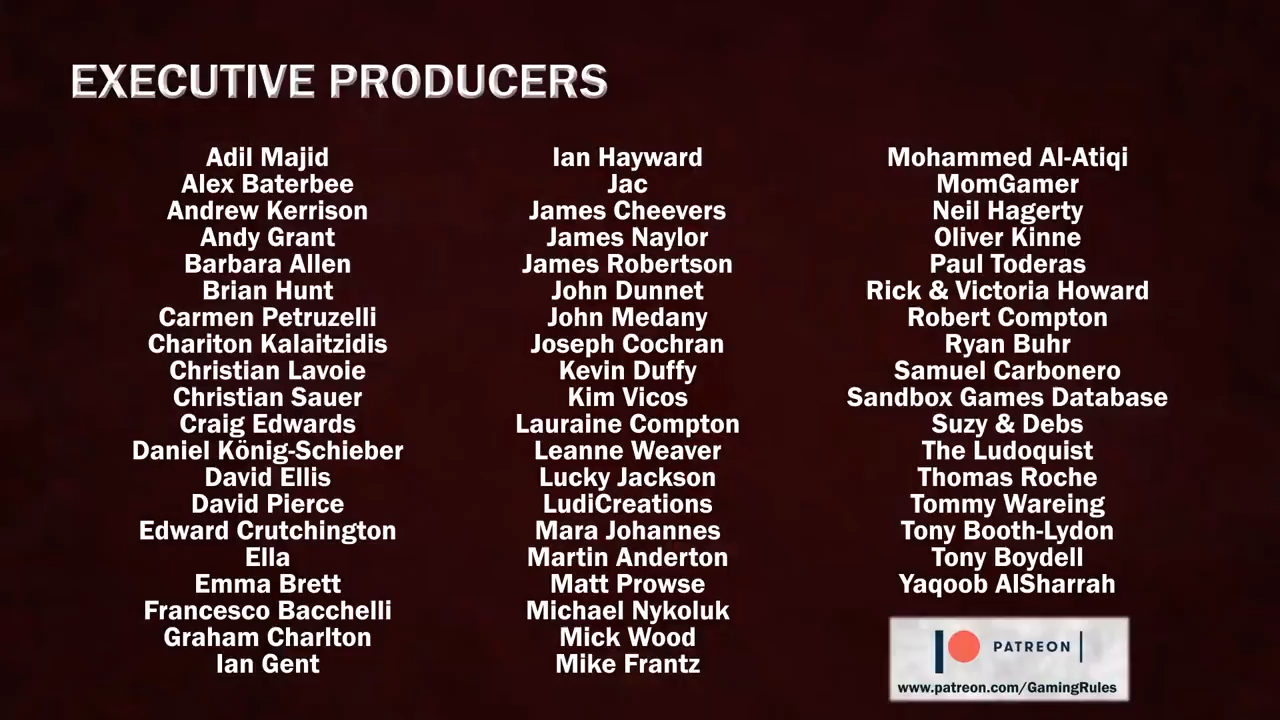 EXECUTIVE PRODUCERS
Adil Majid
Alex Baterbee
Andrew Kerrison
Andy Grant
Barbara Allen
Brian Hunt
Carmen Petruzelli
Chariton Kalaitzidis
Christian Lavoie
Christian Sauer
Craig Edwards
Daniel König-Schieber
David Ellis
David Pierce
Edward Crutchington
Ella
Emma Brett
Francesco Bacchelli
Graham Charlton
Ian Gent
Ian Hayward
Jac
James Cheevers
James Naylor
James Robertson
John Dunnet
John Medany
Joseph Cochran
Kevin Duffy
Kim Vicos
Lauraine Compton
Leanne Weaver
Lucky Jackson
LudiCreations
Mara Johannes
Martin Anderton
Matt Prowse
Michael Nykoluk
Mick Wood
Mike Frantz
Mohammed Al-Atiqi
MomGamer
Neil Hagerty
Oliver Kinne
Paul Toderas
Rick & Victoria Howard
Robert Compton
Ryan Buhr
Samuel Carbonero
Sandbox Games Database
Suzy & Debs
The Ludoquist
Thomas Roche
Tommy Wareing
Tony Booth-Lydon
Tony Boydell
Yaqoob AlSharrah
PATREON
www.patreon.com/GamingRules